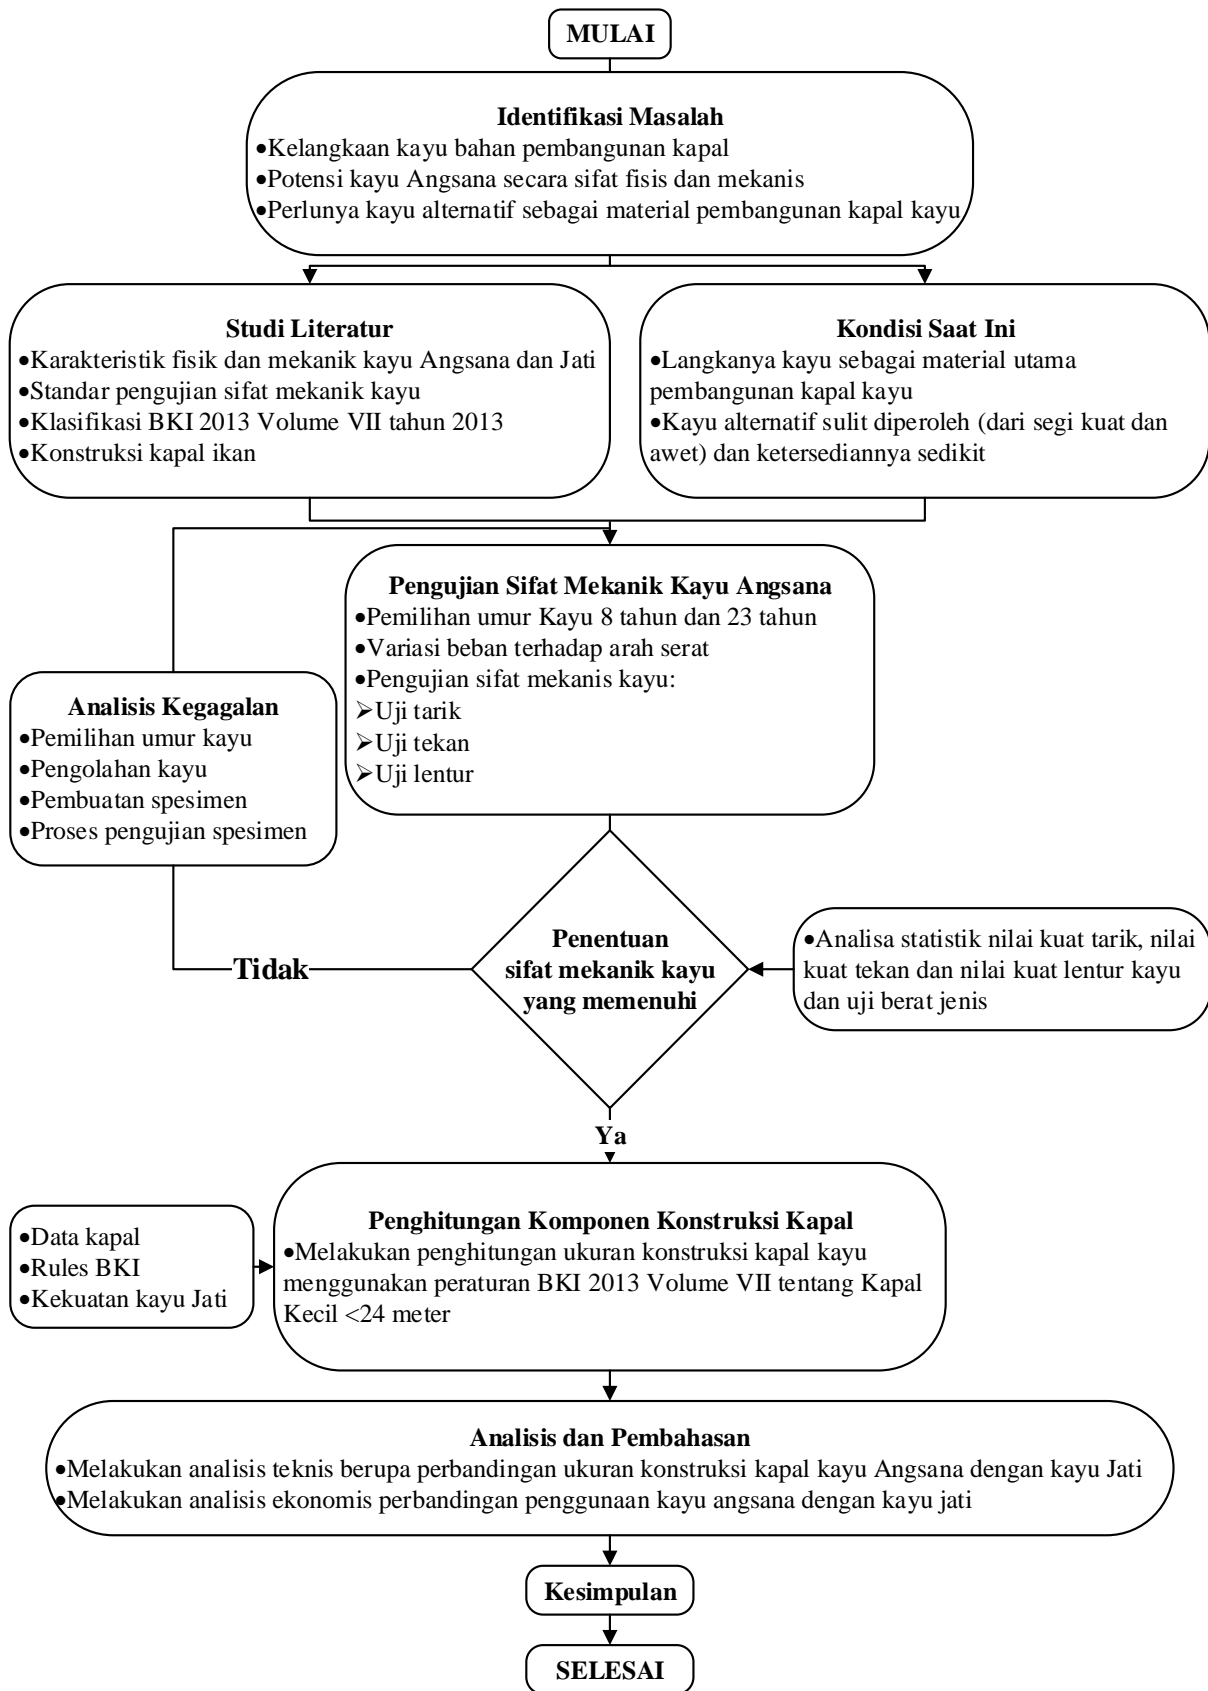 MULAI
Identifikasi Masalah
•Kelangkaan kayu bahan pembangunan kapal
•Potensi kayu Angsana secara sifat fisis dan mekanis
•Perlunya kayu alternatif sebagai material pembangunan kapal kayu
Studi Literatur
•Karakteristik fisik dan mekanik kayu Angsana dan Jati
•Standar pengujian sifat mekanik kayu
•Klasifikasi BKI 2013 Volume VII tahun 2013
•Konstruksi kapal ikan
Kondisi Saat Ini
•Langkanya kayu sebagai material utama
pembangunan kapal kayu
•Kayu alternatif sulit diperoleh (dari segi kuat dan
awet) dan ketersediannya sedikit
Pengujian Sifat Mekanik Kayu Angsana
•Pemilihan umur Kayu 8 tahun dan 23 tahun
•Variasi beban terhadap arah serat
•Pengujian sifat mekanis kayu:
➢Uji tarik
➢Uji tekan
➢Uji lentur
Analisis Kegagalan
•Pemilihan umur kayu
•Pengolahan kayu
•Pembuatan spesimen
•Proses pengujian spesimen
Penentuan
sifat mekanik kayu
yang memenuhi
Tidak
•Analisa statistik nilai kuat tarik, nilai
kuat tekan dan nilai kuat lentur kayu
dan uji berat jenis
Ya
•Data kapal
•Rules BKI
•Kekuatan kayu Jati
Penghitungan Komponen Konstruksi Kapal
•Melakukan penghitungan ukuran konstruksi kapal kayu
menggunakan peraturan BKI 2013 Volume VII tentang Kapal
Kecil <24 meter
Analisis dan Pembahasan
•Melakukan analisis teknis berupa perbandingan ukuran konstruksi kapal kayu Angsana dengan kayu Jati
•Melakukan analisis ekonomis perbandingan penggunaan kayu angsana dengan kayu jati
Kesimpulan
SELESAI